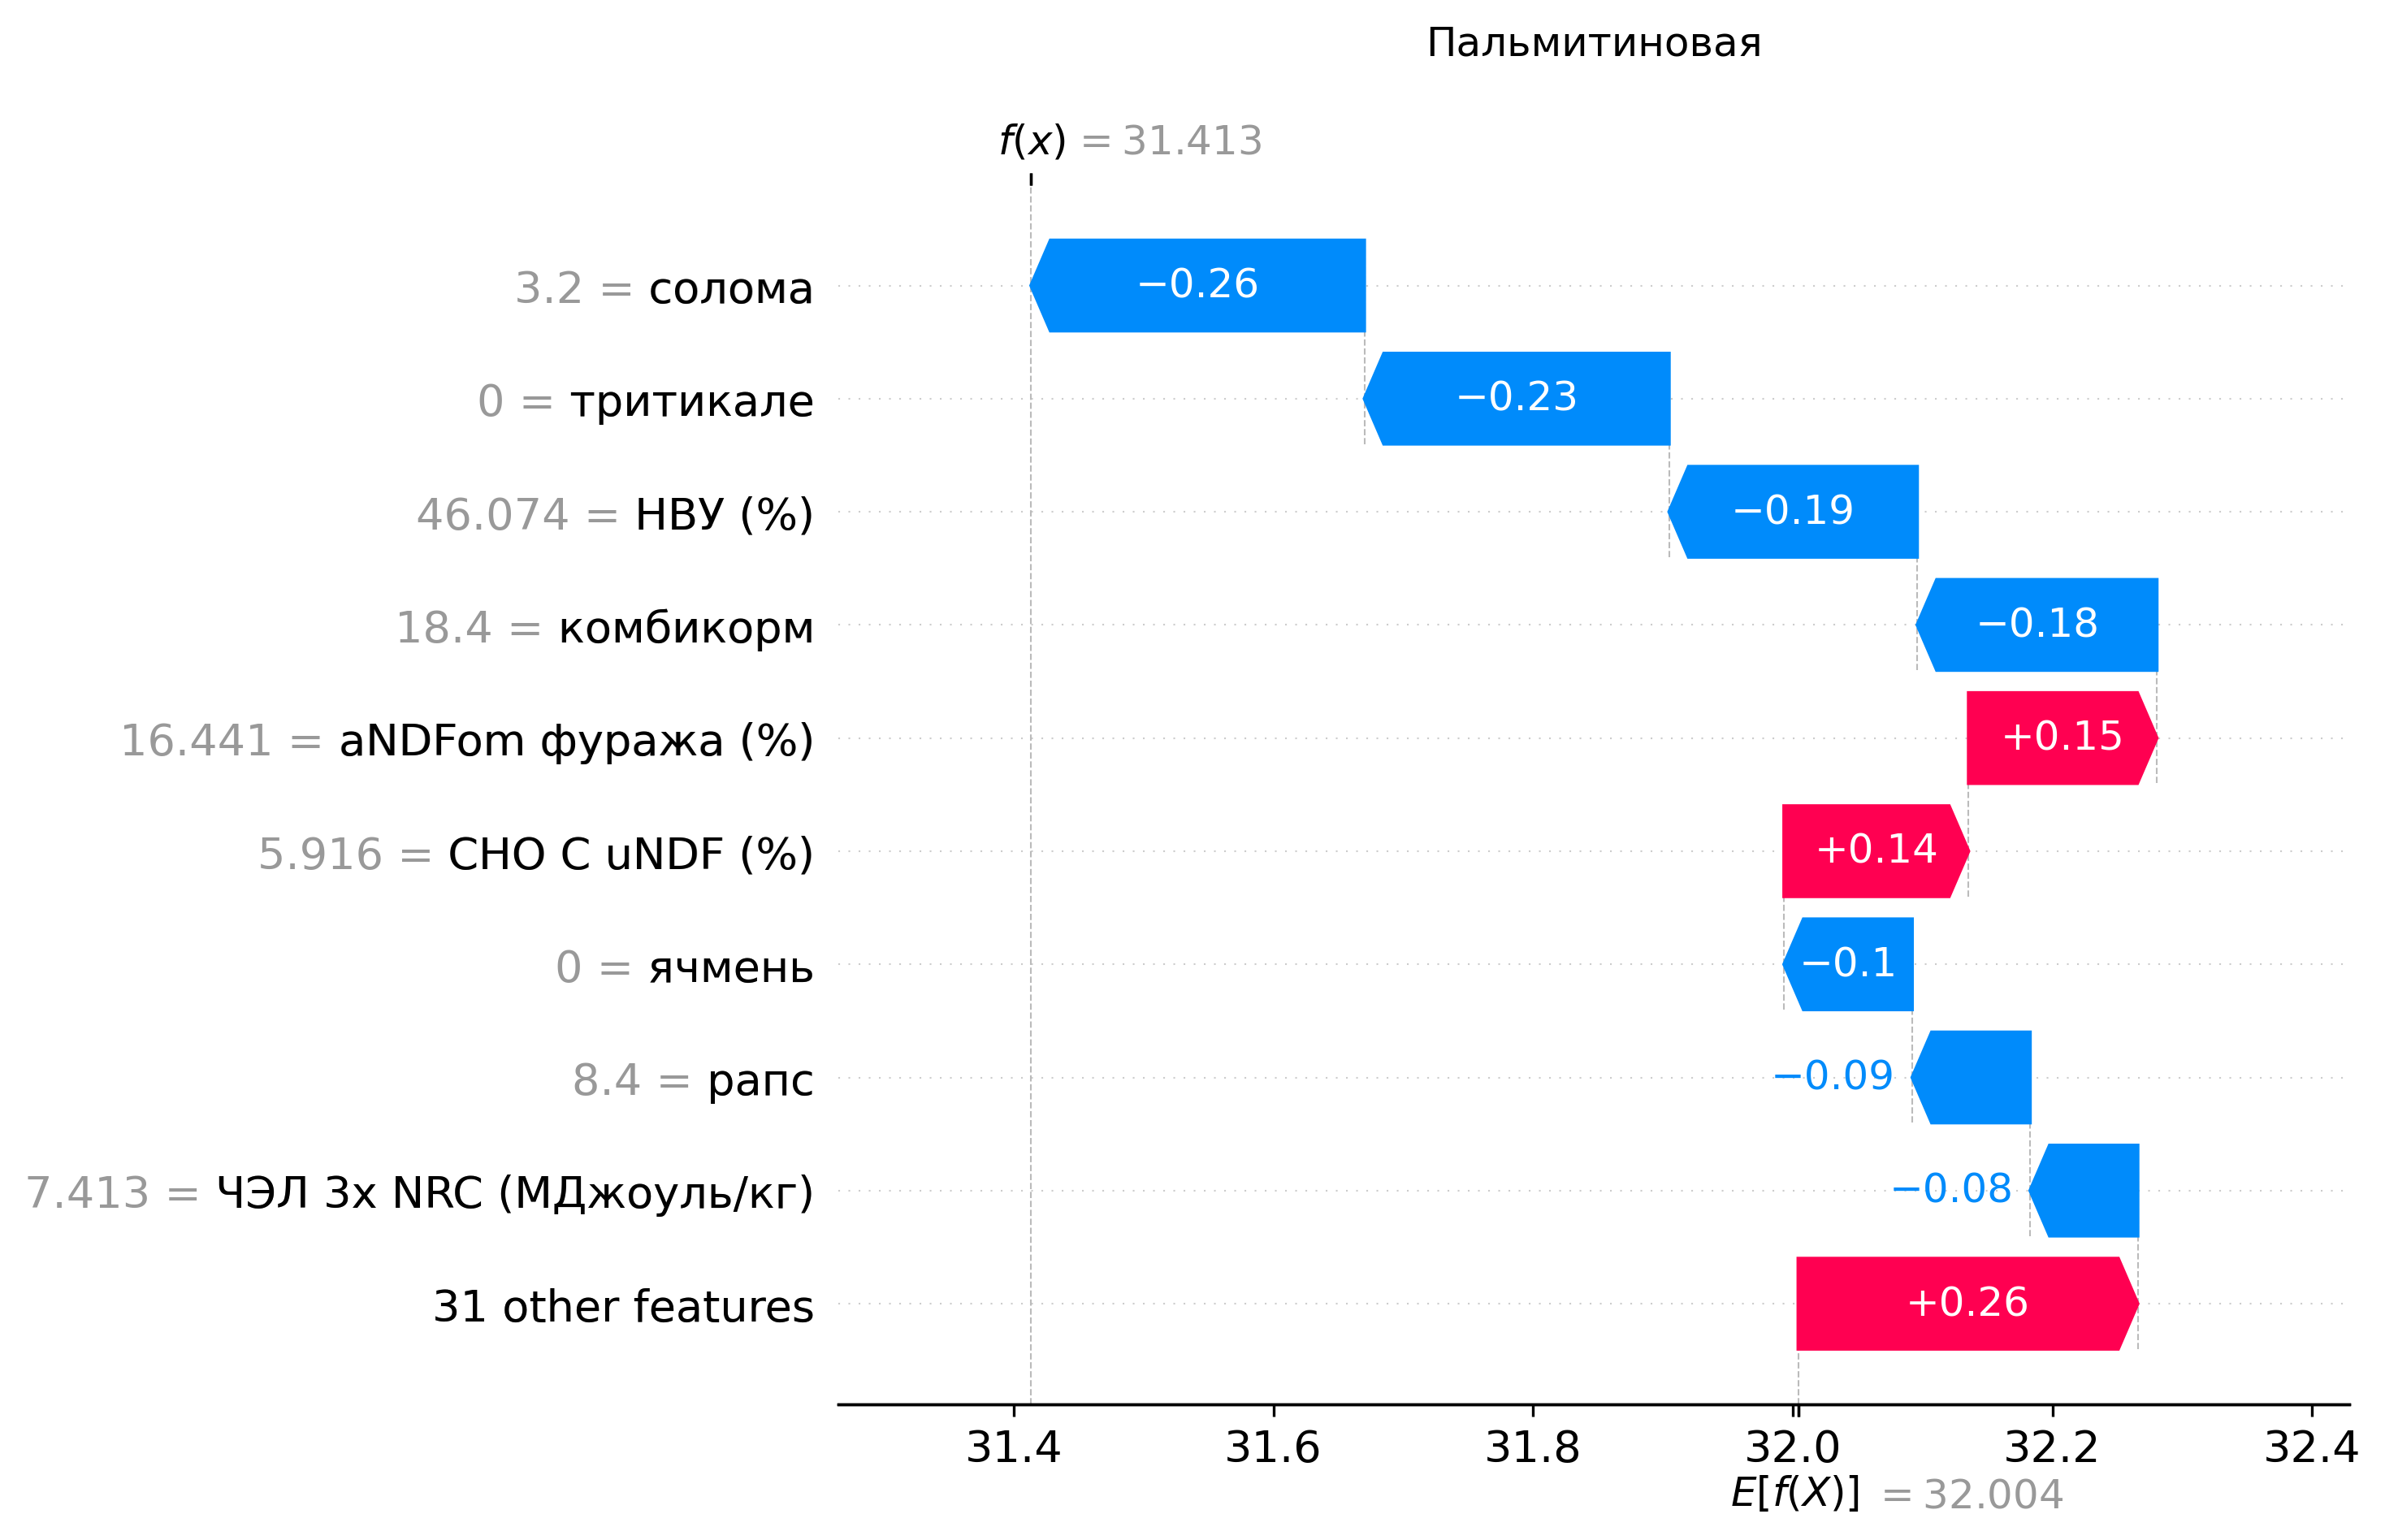 Пальмитиновая
f(x) = 31.413
3.2 = солома −0.26
0 = тритикале −0.23
46.074 = НВУ (%) −0.19
18.4 = комбикорм −0.18
16.441 = aNDFom фуража (%) +0.15
5.916 = CHO C uNDF (%) +0.14
0 = ячмень −0.1
8.4 = рапс −0.09
7.413 = ЧЭЛ 3x NRC (МДжоуль/кг) −0.08
31 other features +0.26
31.4 31.6 31.8 32.0 32.2 32.4
E[f(X)] = 32.004